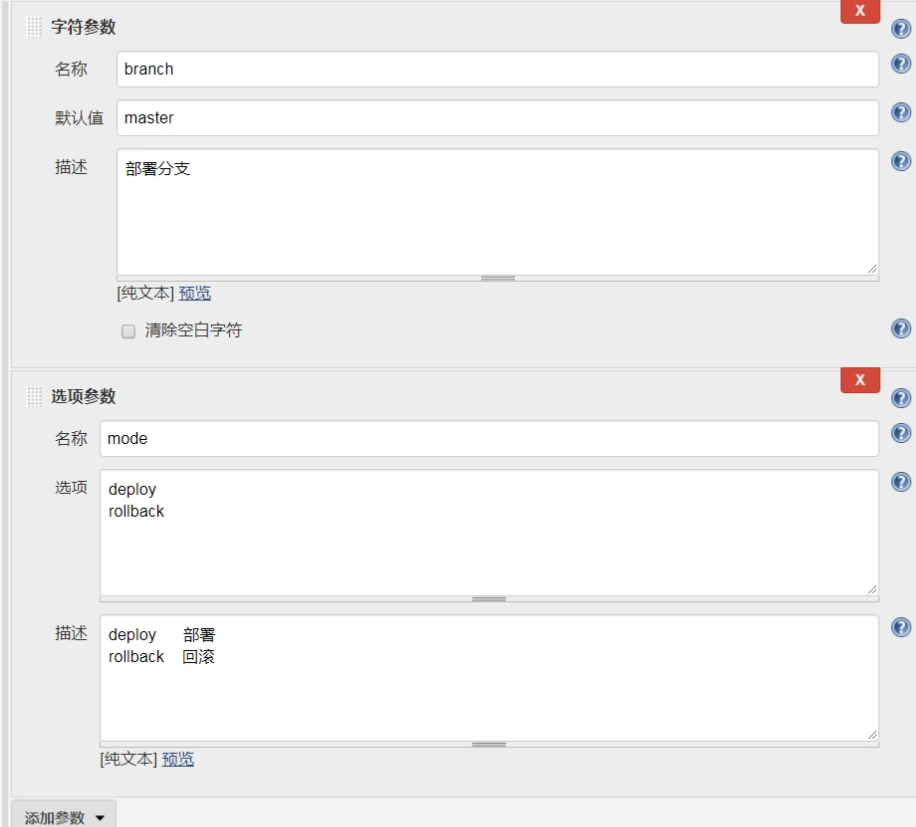 X
字符参数
名称 branch
默认值 master
描述 部署分支
[纯文本] 预览
清除空白字符
X
选项参数
名称 mode
选项 deploy
rollback
描述 deploy 部署
rollback 回滚
[纯文本] 预览
添加参数